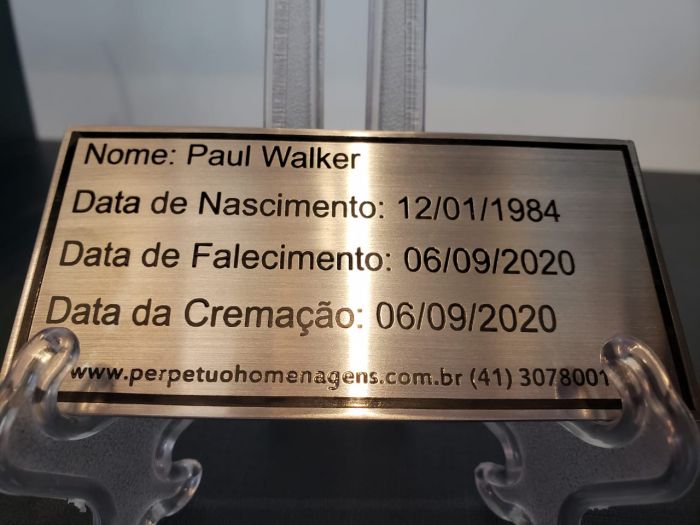 Nome: Paul Walker
Data de Nascimento: 12/01/1984
Data de Falecimento: 06/09/2020
Data da Cremação: 06/09/2020
www.perpetuohomenagens.com.br (41) 3078001